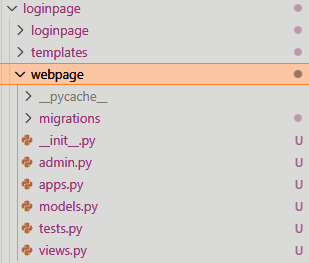 loginpage
loginpage
templates
webpage
__pycache__
migrations
__init__.py U
admin.py U
apps.py U
models.py U
tests.py U
views.py U